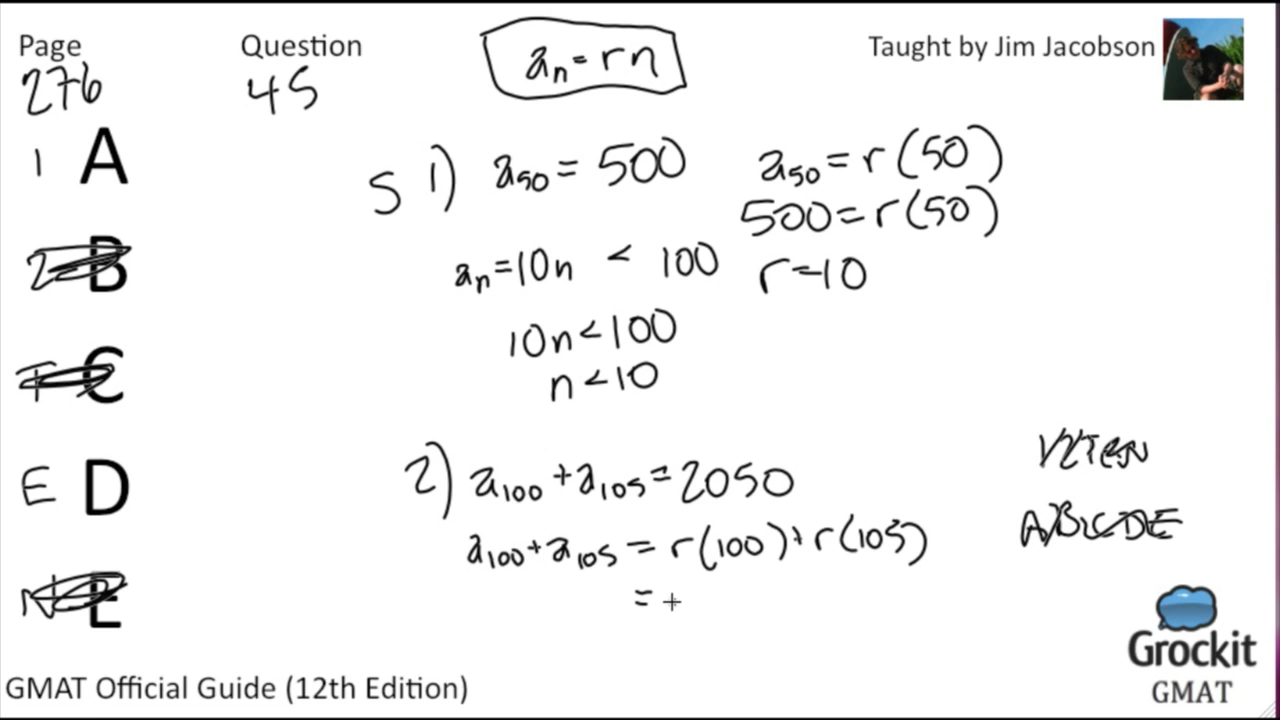 Page Question Taught by Jim Jacobson
276 45 aₙ = rn
1 A
S 1) a₅₀ = 500 a₅₀ = r(50)
500 = r(50)
2 B
aₙ = 10n < 100 r = 10
10n < 100
n < 10
T C
2) a₁₀₀ + a₁₀₅ = 2050
E D
12TEN
ABCDE
a₁₀₀ + a₁₀₅ = r(100) + r(105)
=
N E
Grockit
GMAT
GMAT Official Guide (12th Edition)